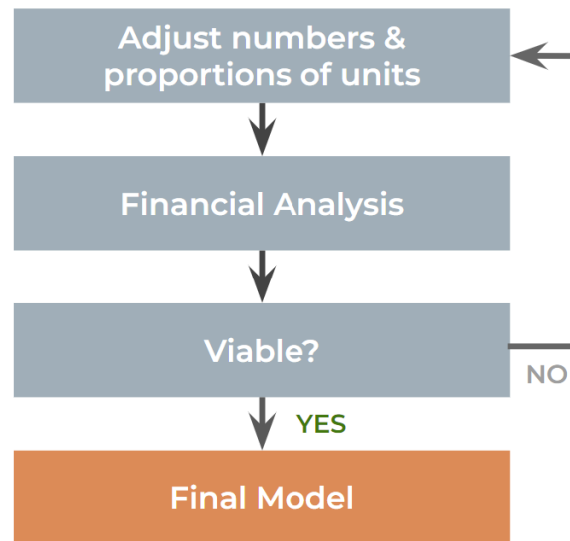 Adjust numbers &
proportions of units
Financial Analysis
Viable?
NO
YES
Final Model